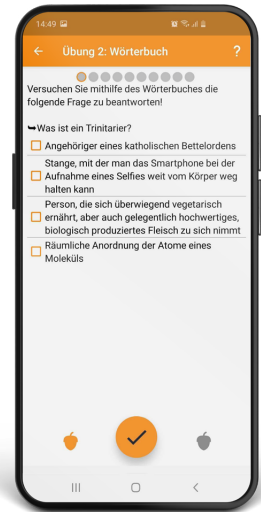 14:49
Übung 2: Wörterbuch
?
Versuchen Sie mithilfe des Wörterbuches die
folgende Frage zu beantworten!
➥Was ist ein Trinitarier?
Angehöriger eines katholischen Bettelordens
Stange, mit der man das Smartphone bei der
Aufnahme eines Selfies weit vom Körper weg
halten kann
Person, die sich überwiegend vegetarisch
ernährt, aber auch gelegentlich hochwertiges,
biologisch produziertes Fleisch zu sich nimmt
Räumliche Anordnung der Atome eines
Moleküls